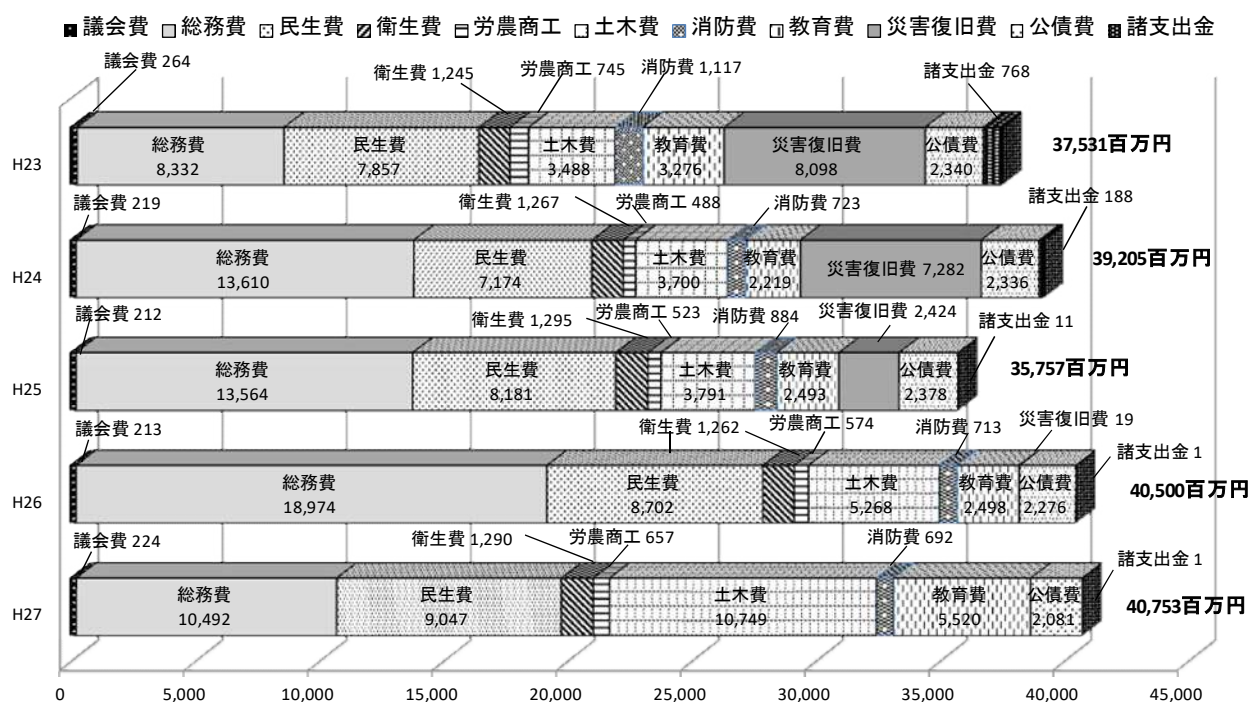 議会費 総務費 民生費 衛生費 労農商工 土木費 消防費 教育費 災害復旧費 公債費 諸支出金
議会費 264
衛生費 1,245
労農商工 745
消防費 1,117
諸支出金 768
H23
総務費
8,332
民生費
7,857
土木費
3,488
教育費
3,276
災害復旧費
8,098
公債費
2,340
37,531百万円
議会費 219
衛生費 1,267
労農商工 488
消防費 723
諸支出金 188
H24
総務費
13,610
民生費
7,174
土木費
3,700
教育費
2,219
災害復旧費 7,282
公債費
2,336
39,205百万円
議会費 212
衛生費 1,295
労農商工 523
消防費 884
災害復旧費 2,424
諸支出金 11
H25
総務費
13,564
民生費
8,181
土木費
3,791
教育費
2,493
公債費
2,378
35,757百万円
議会費 213
衛生費 1,262
労農商工 574
消防費 713
災害復旧費 19
諸支出金 1
H26
総務費
18,974
民生費
8,702
土木費
5,268
教育費
2,498
公債費
2,276
40,500百万円
議会費 224
衛生費 1,290
労農商工 657
消防費 692
諸支出金 1
H27
総務費
10,492
民生費
9,047
土木費
10,749
教育費
5,520
公債費
2,081
40,753百万円
0 5,000 10,000 15,000 20,000 25,000 30,000 35,000 40,000 45,000